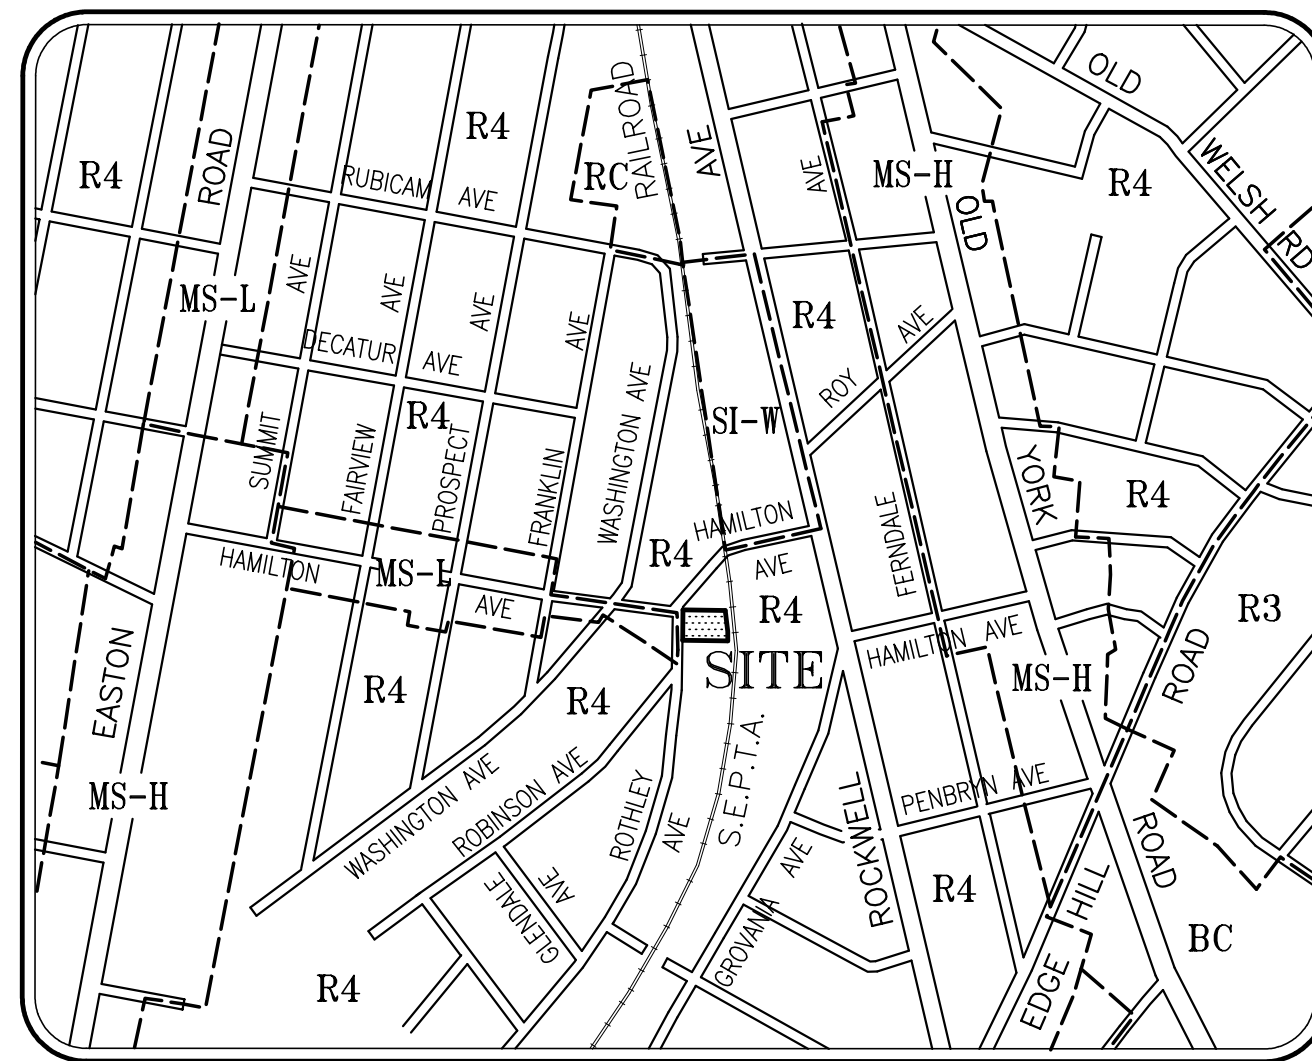 OLD
R4
R4
ROAD
RUBICAM
AVE
RC
RAILROAD
AVE
AVE
MS-H
OLD
R4
WELSH
RD
MS-L
AVE
AVE
AVE
AVE
DECATUR
AVE
R4
AVE
ROY
R4
SUMMIT
FAIRVIEW
PROSPECT
FRANKLIN
WASHINGTON AVE
SI-W
YORK
R4
HAMILTON
AVE
HAMILTON
AVE
MS-L
R4
R4
FERNDALE
HAMILTON AVE
R3
SITE
EASTON
R4
R4
MS-H
ROAD
MS-H
WASHINGTON AVE
ROBINSON AVE
ROTHLEY
AVE
S.E.P.T.A.
ROCKWELL
PENBRYN AVE
ROAD
GLENDALE
AVE
GROVANIA
AVE
R4
EDGE
HILL
BC
R4